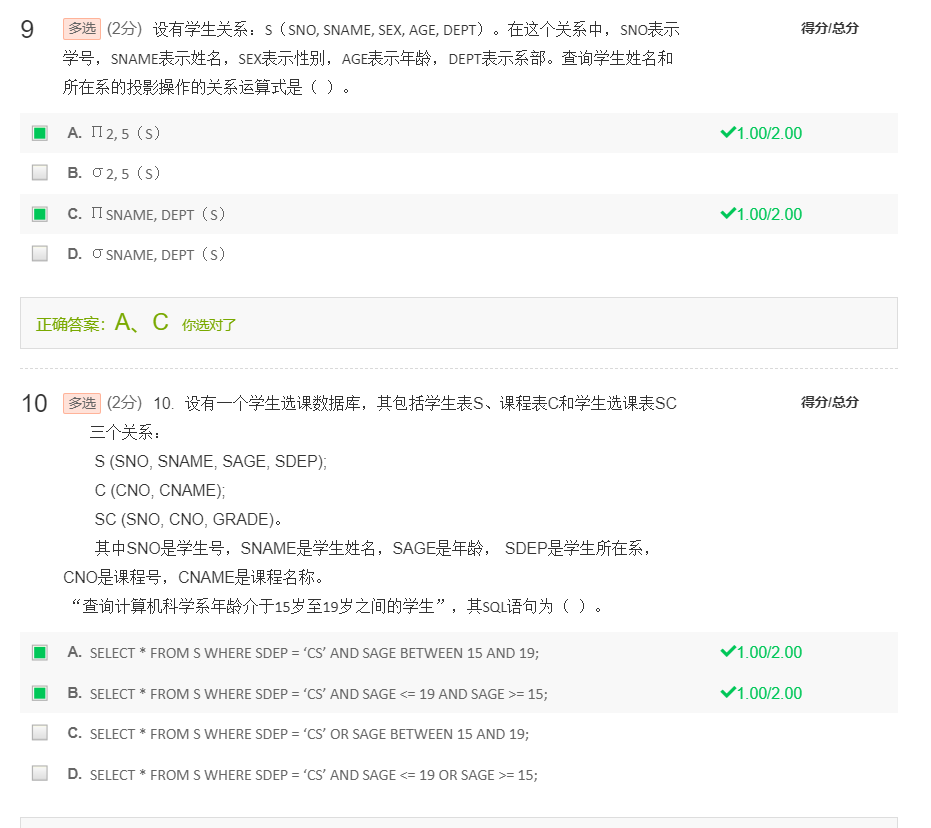 9 多选 (2分) 设有学生关系：S（SNO, SNAME, SEX, AGE, DEPT）。在这个关系中，SNO表示 得分/总分
学号，SNAME表示姓名，SEX表示性别，AGE表示年龄，DEPT表示系部。查询学生姓名和
所在系的投影操作的关系运算式是（ ）。
A. ∏ 2, 5（S） 1.00/2.00
B. σ 2, 5（S）
C. ∏ SNAME, DEPT（S） 1.00/2.00
D. σ SNAME, DEPT（S）
正确答案：A、C 你选对了
10 多选 (2分) 10. 设有一个学生选课数据库，其包括学生表S、课程表C和学生选课表SC 得分/总分
三个关系：
S (SNO, SNAME, SAGE, SDEP);
C (CNO, CNAME);
SC (SNO, CNO, GRADE)。
其中SNO是学生号，SNAME是学生姓名，SAGE是年龄， SDEP是学生所在系，
CNO是课程号，CNAME是课程名称。
“查询计算机科学系年龄介于15岁至19岁之间的学生”，其SQL语句为（ ）。
A. SELECT * FROM S WHERE SDEP = ‘CS’ AND SAGE BETWEEN 15 AND 19; 1.00/2.00
B. SELECT * FROM S WHERE SDEP = ‘CS’ AND SAGE <= 19 AND SAGE >= 15; 1.00/2.00
C. SELECT * FROM S WHERE SDEP = ‘CS’ OR SAGE BETWEEN 15 AND 19;
D. SELECT * FROM S WHERE SDEP = ‘CS’ AND SAGE <= 19 OR SAGE >= 15;